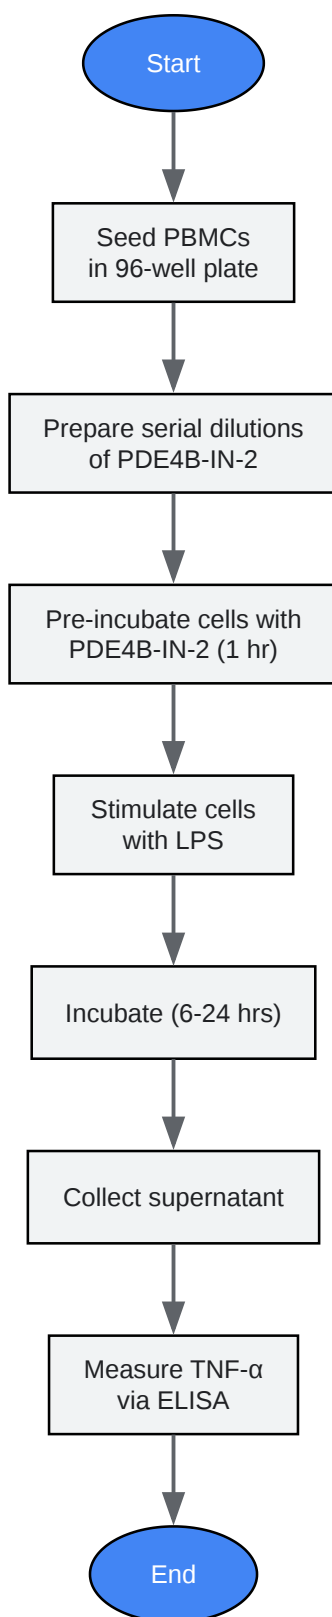 Start
Seed PBMCs
in 96-well plate
Prepare serial dilutions
of PDE4B-IN-2
Pre-incubate cells with
PDE4B-IN-2 (1 hr)
Stimulate cells
with LPS
Incubate (6-24 hrs)
Collect supernatant
Measure TNF-α
via ELISA
End